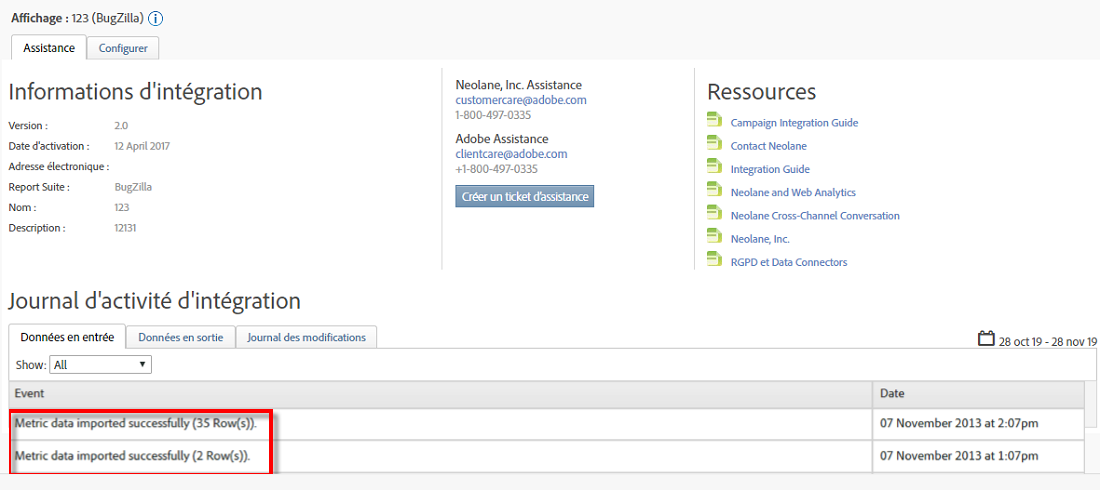 Affichage : 123 (BugZilla)
Assistance
Configurer
Informations d'intégration
Version : 2.0
Date d'activation : 12 April 2017
Adresse électronique :
Report Suite : BugZilla
Nom : 123
Description : 12131
Neolane, Inc. Assistance
customercare@adobe.com
1-800-497-0335
Adobe Assistance
clientcare@adobe.com
+1-800-497-0335
Créer un ticket d'assistance
Ressources
Campaign Integration Guide
Contact Neolane
Integration Guide
Neolane and Web Analytics
Neolane Cross-Channel Conversation
Neolane, Inc.
RGPD et Data Connectors
Journal d'activité d'intégration
Données en entrée
Données en sortie
Journal des modifications
28 oct 19 - 28 nov 19
Show: All
Event Date
Metric data imported successfully (35 Row(s)). 07 November 2013 at 2:07pm
Metric data imported successfully (2 Row(s)). 07 November 2013 at 1:07pm